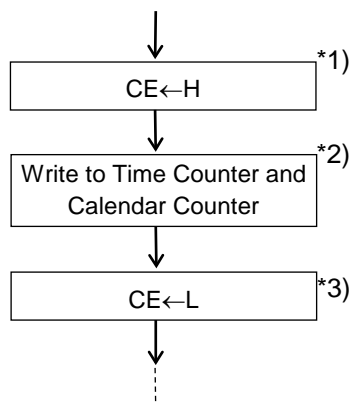 *1)
CE←H
*2)
Write to Time Counter and
Calendar Counter
*3)
CE←L